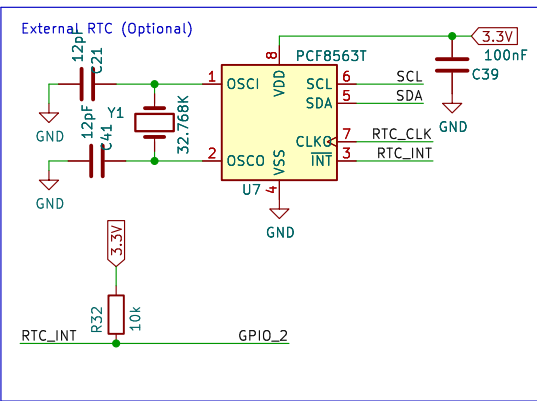 External RTC (Optional)
3.3V
100nF
C39
GND
12pF
C21
GND
12pF
C41
GND
Y1
32.768K
PCF8563T
8
VDD
1
OSCI
2
OSCO
SCL
6
SCL
SDA
5
SDA
CLKO
7
RTC_CLK
INT
3
RTC_INT
VSS
4
U7
GND
3.3V
R32
10k
RTC_INT
GPIO_2